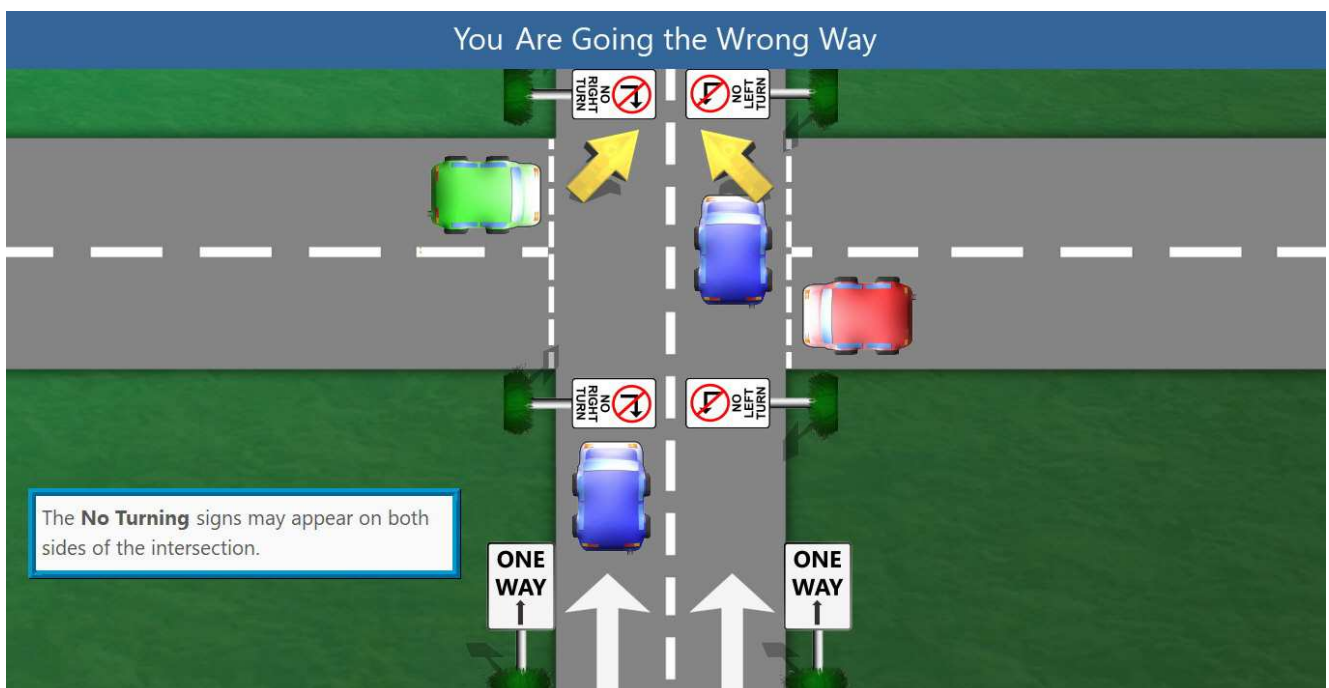 You Are Going the Wrong Way
NO
RIGHT
TURN
NO LEFT
TURN
NO
RIGHT
TURN
NO LEFT
TURN
The No Turning signs may appear on both
sides of the intersection.
ONE
WAY
ONE
WAY